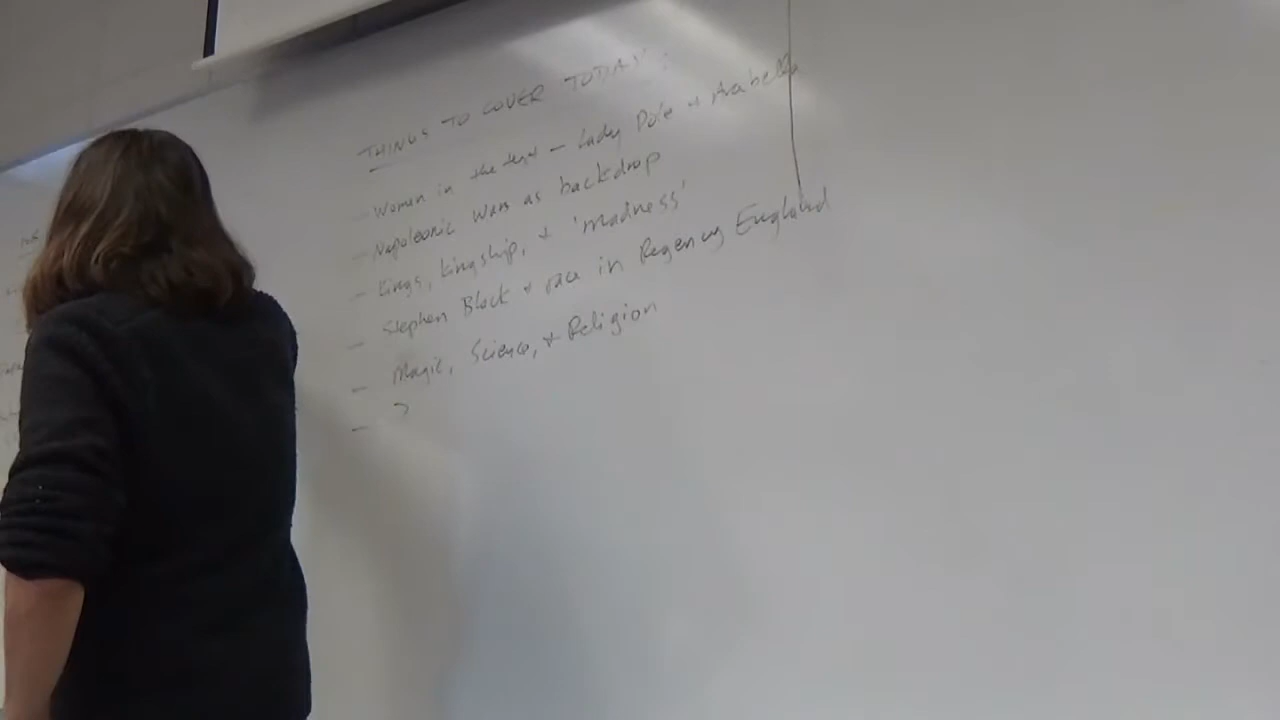 THINGS TO COVER TODAY:
- Women in the text - Lady Pole + Arabella
- Napoleonic Wars as backdrop
- Kings, kingship, + 'madness'
- Stephen Black + race in Regency England
- Magic, Science, + Religion
- ?